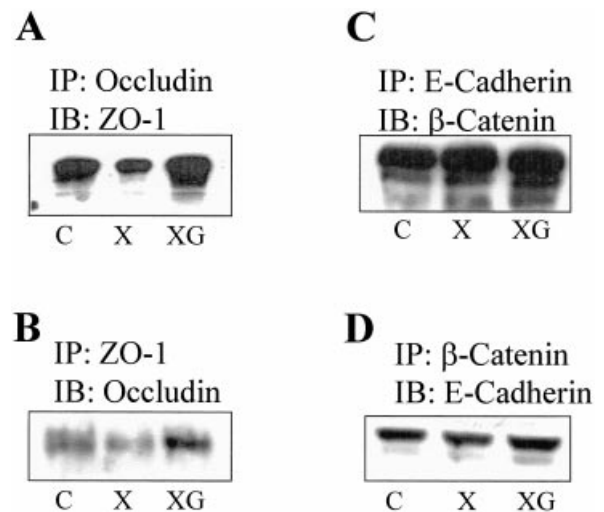 A
IP: Occludin
IB: ZO-1
C X XG
B
IP: ZO-1
IB: Occludin
C X XG
C
IP: E-Cadherin
IB: β-Catenin
C X XG
D
IP: β-Catenin
IB: E-Cadherin
C X XG